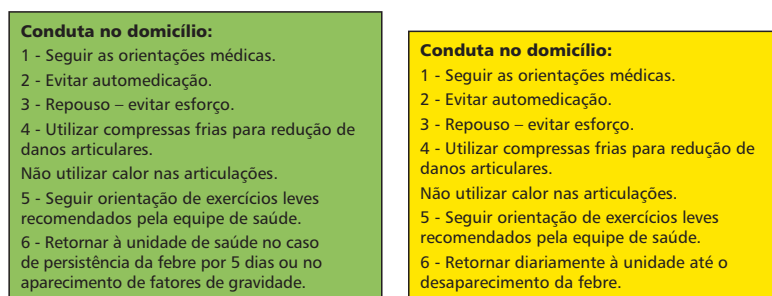 Conduta no domicílio:
1 - Seguir as orientações médicas.
2 - Evitar automedicação.
3 - Repouso – evitar esforço.
4 - Utilizar compressas frias para redução de
danos articulares.
Não utilizar calor nas articulações.
5 - Seguir orientação de exercícios leves
recomendados pela equipe de saúde.
6 - Retornar à unidade de saúde no caso
de persistência da febre por 5 dias ou no
aparecimento de fatores de gravidade.
Conduta no domicílio:
1 - Seguir as orientações médicas.
2 - Evitar automedicação.
3 - Repouso – evitar esforço.
4 - Utilizar compressas frias para redução de
danos articulares.
Não utilizar calor nas articulações.
5 - Seguir orientação de exercícios leves
recomendados pela equipe de saúde.
6 - Retornar diariamente à unidade até o
desaparecimento da febre.